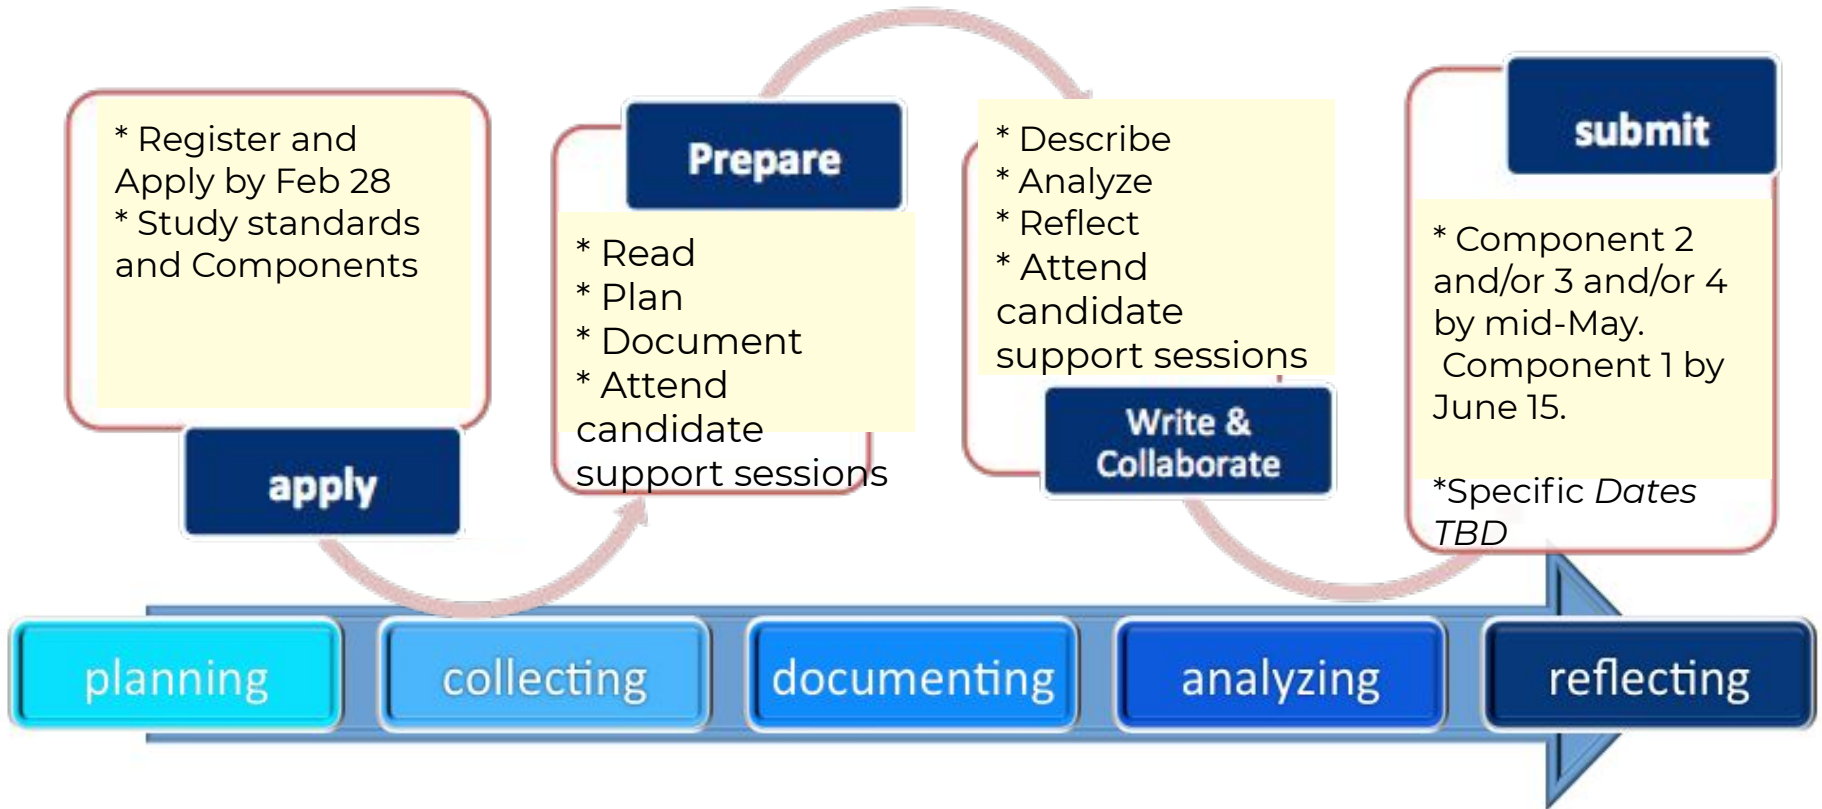 * Register and
Apply by Feb 28
* Study standards
and Components
apply
Prepare
* Read
* Plan
* Document
* Attend
candidate
support sessions
* Describe
* Analyze
* Reflect
* Attend
candidate
support sessions
Write &
Collaborate
submit
* Component 2
and/or 3 and/or 4
by mid-May.
Component 1 by
June 15.
*Specific Dates
TBD
planning
collecting
documenting
analyzing
reflecting